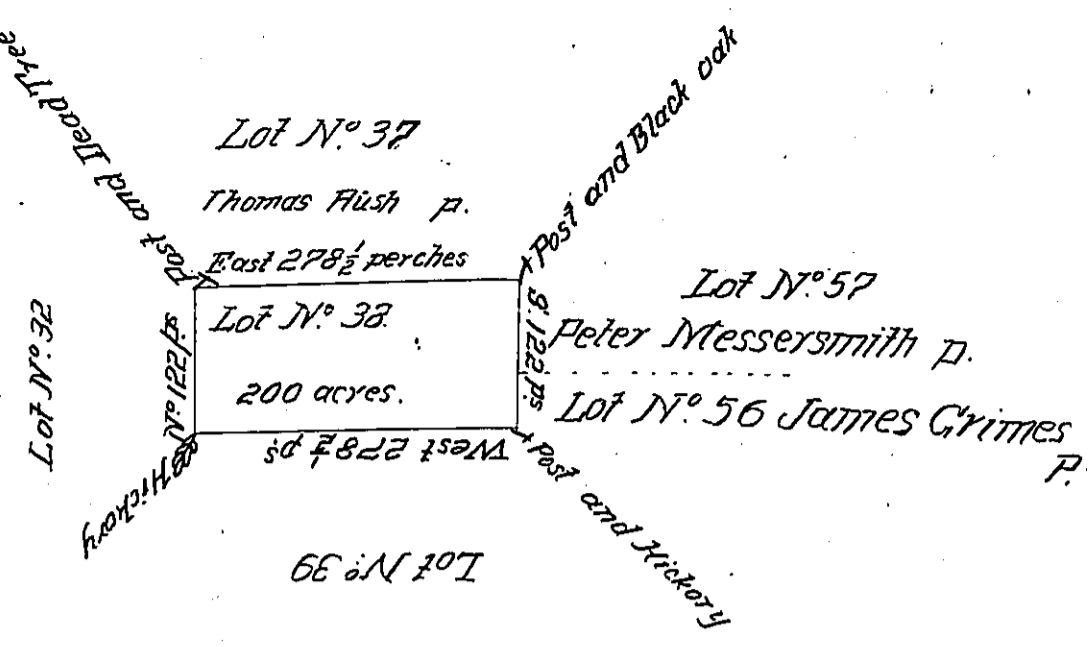 Post and Dead Tree
Lot Nº 37
Thomas Rush p.
East 278½ perches
Post and Black oak
Lot Nº 32
Nº 122 ps
Lot Nº 38.
200 acres.
S. 122 ps
West 278½ ps
Lot Nº 57
Peter Messersmith p.
Lot Nº 56 James Grimes
P.
Hickory
Post and Hickory
Lot Nº 39